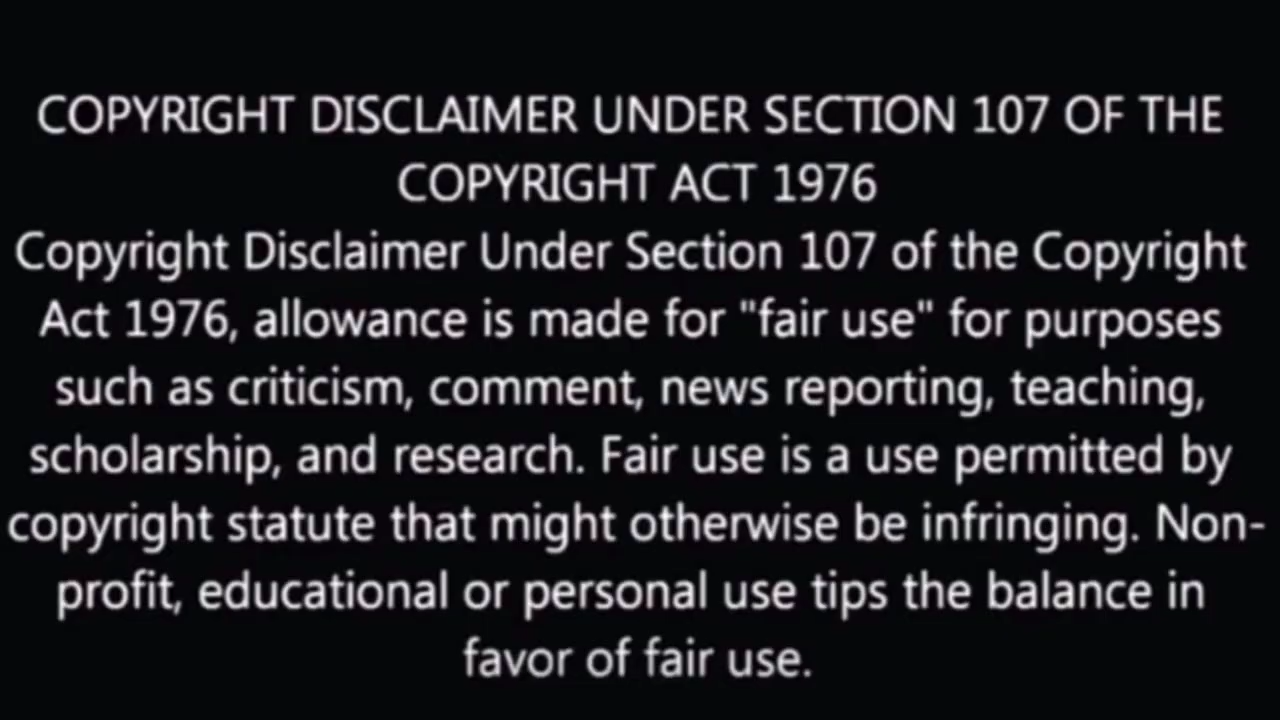 COPYRIGHT DISCLAIMER UNDER SECTION 107 OF THE
COPYRIGHT ACT 1976
Copyright Disclaimer Under Section 107 of the Copyright
Act 1976, allowance is made for "fair use" for purposes
such as criticism, comment, news reporting, teaching,
scholarship, and research. Fair use is a use permitted by
copyright statute that might otherwise be infringing. Non-
profit, educational or personal use tips the balance in
favor of fair use.